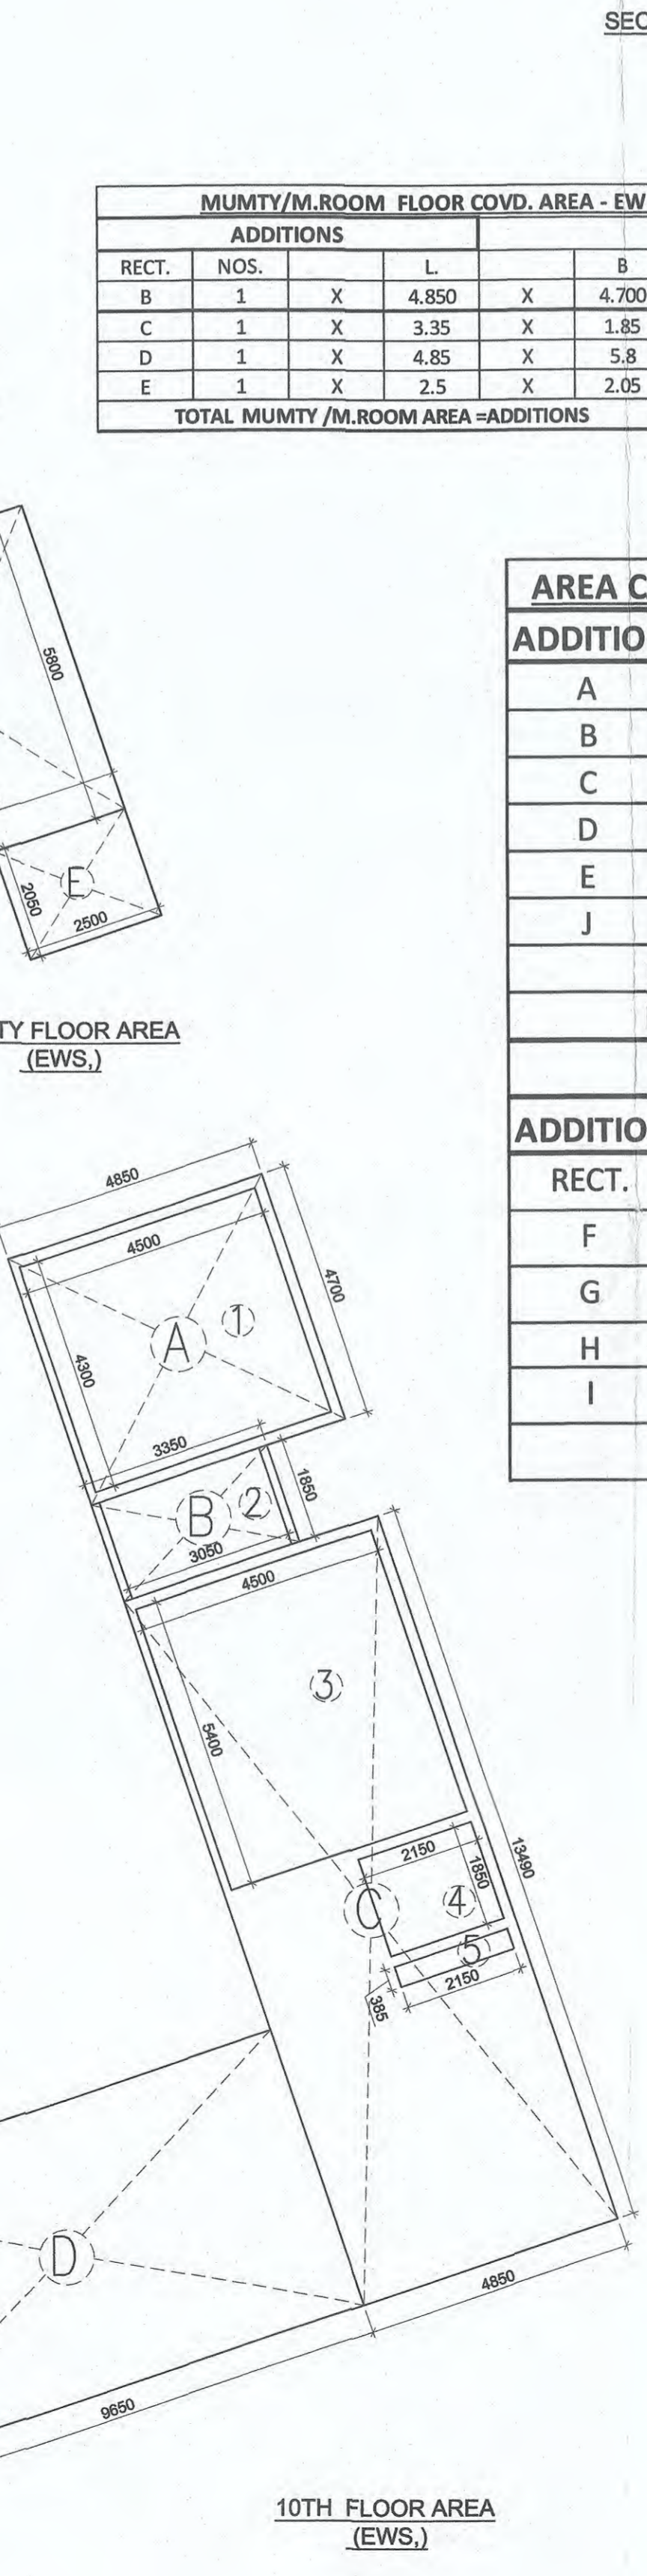 SEC
MUMTY/M.ROOM FLOOR COVD. AREA - EW
ADDITIONS
RECT. NOS. L. B
B 1 X 4.850 X 4.700
C 1 X 3.35 X 1.85
D 1 X 4.85 X 5.8
E 1 X 2.5 X 2.05
TOTAL MUMTY /M.ROOM AREA =ADDITIONS
5800
E
2050
2500
TY FLOOR AREA
(EWS,)
AREA C
ADDITIO
A
B
C
D
E
J
ADDITIO
RECT.
F
G
H
I
4850
4500
4700
A 1
4300
3350
1850
B 2
3050
4500
3
5400
13490
2150
1850
C 4
5
2150
385
D
4850
9650
10TH FLOOR AREA
(EWS,)